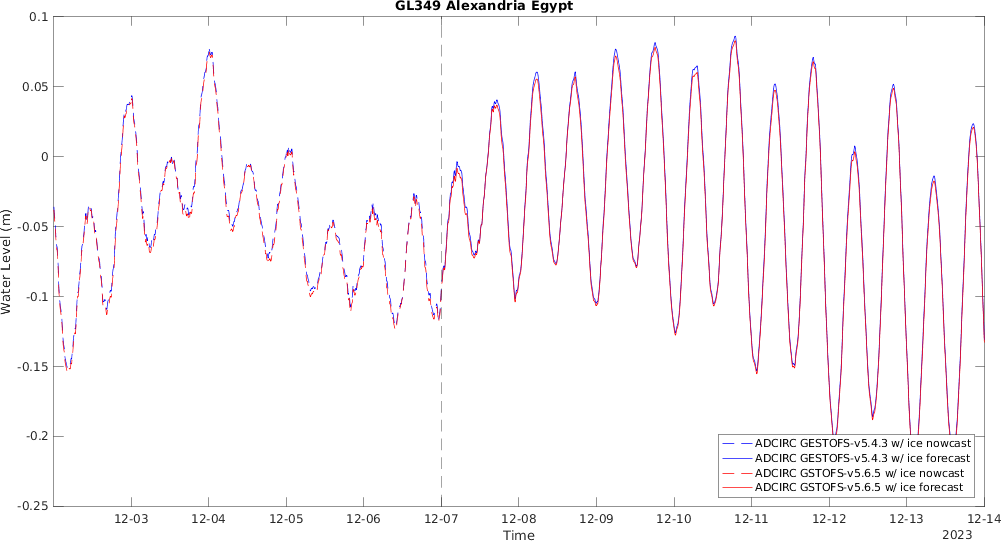 GL349 Alexandria Egypt
0.1
0.05
0
-0.05
-0.1
-0.15
-0.2
-0.25
Water Level (m)
ADCIRC GESTOFS-v5.4.3 w/ ice nowcast
ADCIRC GESTOFS-v5.4.3 w/ ice forecast
ADCIRC GSTOFS-v5.6.5 w/ ice nowcast
ADCIRC GSTOFS-v5.6.5 w/ ice forecast
12-03 12-04 12-05 12-06 12-07 12-08 12-09 12-10 12-11 12-12 12-13 12-14
Time
2023